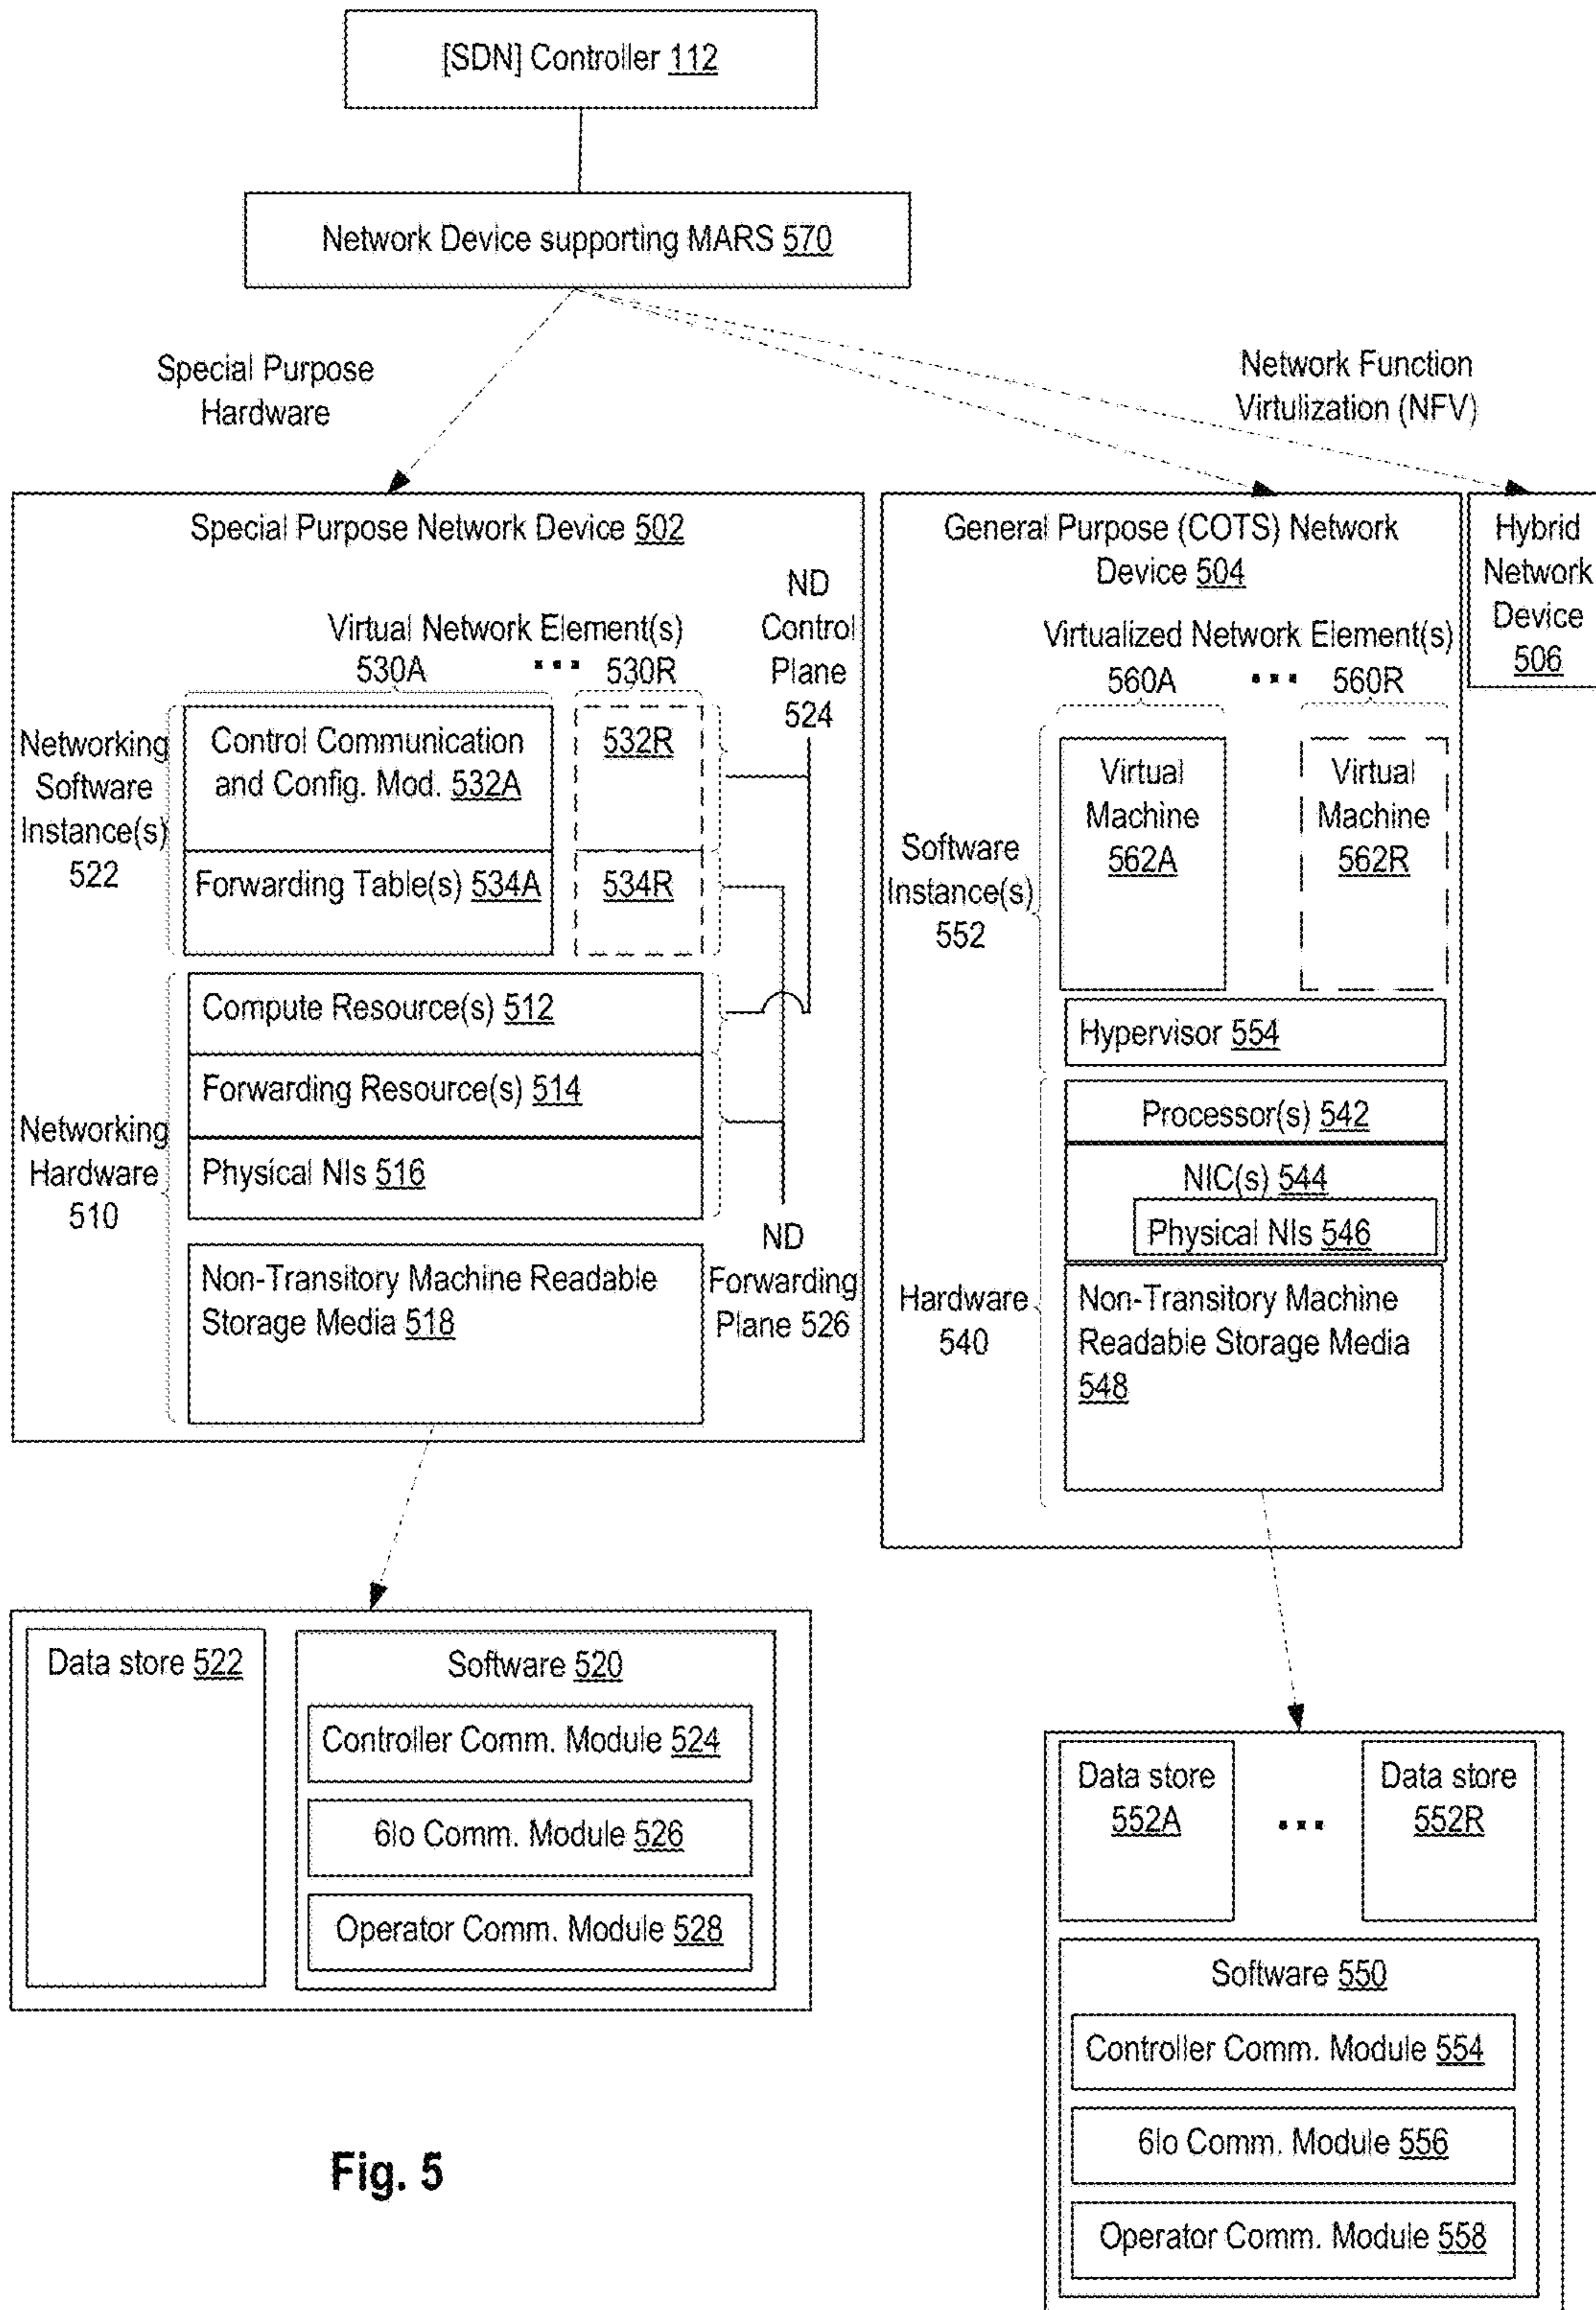 [SDN] Controller 112
Network Device supporting MARS 570
Special Purpose
Hardware
Network Function
Virtulization (NFV)
Special Purpose Network Device 502
ND
Control
Plane
524
Virtual Network Element(s)
530A ... 530R
Networking
Software
Instance(s)
522
Control Communication
and Config. Mod. 532A
532R
Forwarding Table(s) 534A
534R
Networking
Hardware
510
Compute Resource(s) 512
Forwarding Resource(s) 514
Physical NIs 516
ND
Forwarding
Plane 526
Non-Transitory Machine Readable
Storage Media 518
General Purpose (COTS) Network
Device 504
Virtualized Network Element(s)
560A ... 560R
Software
Instance(s)
552
Virtual
Machine
562A
Virtual
Machine
562R
Hypervisor 554
Hardware
540
Processor(s) 542
NIC(s) 544
Physical NIs 546
Non-Transitory Machine
Readable Storage Media
548
Hybrid
Network
Device
506
Data store 522
Software 520
Controller Comm. Module 524
6lo Comm. Module 526
Operator Comm. Module 528
Data store
552A
...
Data store
552R
Software 550
Controller Comm. Module 554
6lo Comm. Module 556
Operator Comm. Module 558
Fig. 5